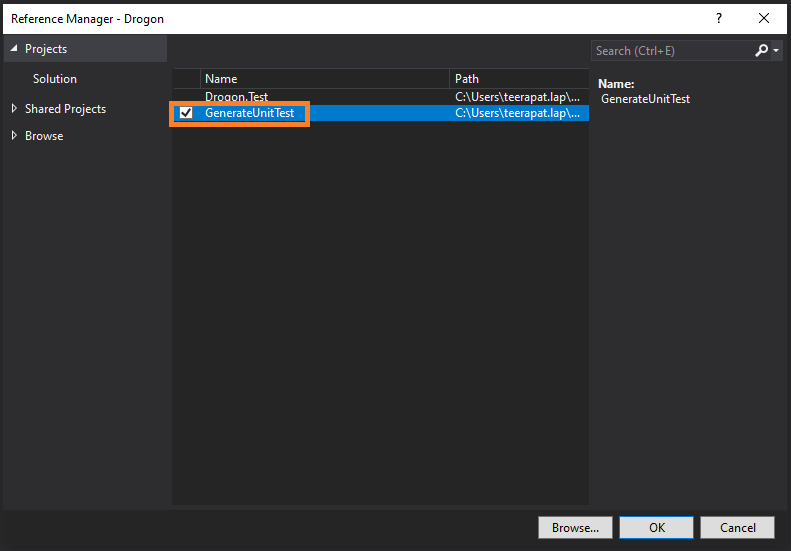 Reference Manager - Drogon
?
Projects
Search (Ctrl+E)
Solution
Name
Path
Name:
GenerateUnitTest
Drogon.Test
C:\Users\teerapat.lap\...
Shared Projects
GenerateUnitTest
C:\Users\teerapat.lap\...
Browse
Browse...
OK
Cancel